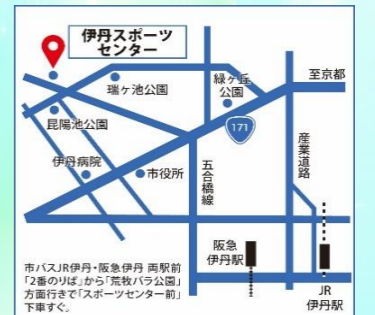 伊丹スポーツ
センター
瑞ヶ池公園
緑ヶ丘
公園
至京都
昆陽池公園
171
伊丹病院
市役所
五合橋線
産業道路
阪急
伊丹駅
JR
伊丹駅
市バスJR伊丹・阪急伊丹 両駅前
「2番のりば」から「荒牧バラ公園」
方面行きで「スポーツセンター前」
下車すぐ。